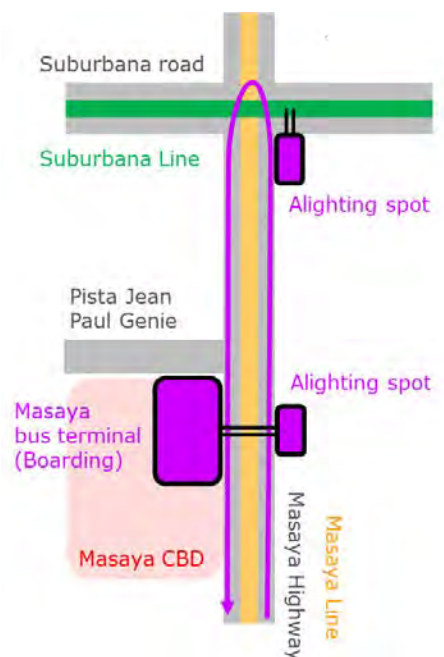 Suburbana road
Suburbana Line
Alighting spot
Pista Jean
Paul Genie
Alighting spot
Masaya
bus terminal
(Boarding)
Masaya CBD
Masaya Highway
Masaya Line